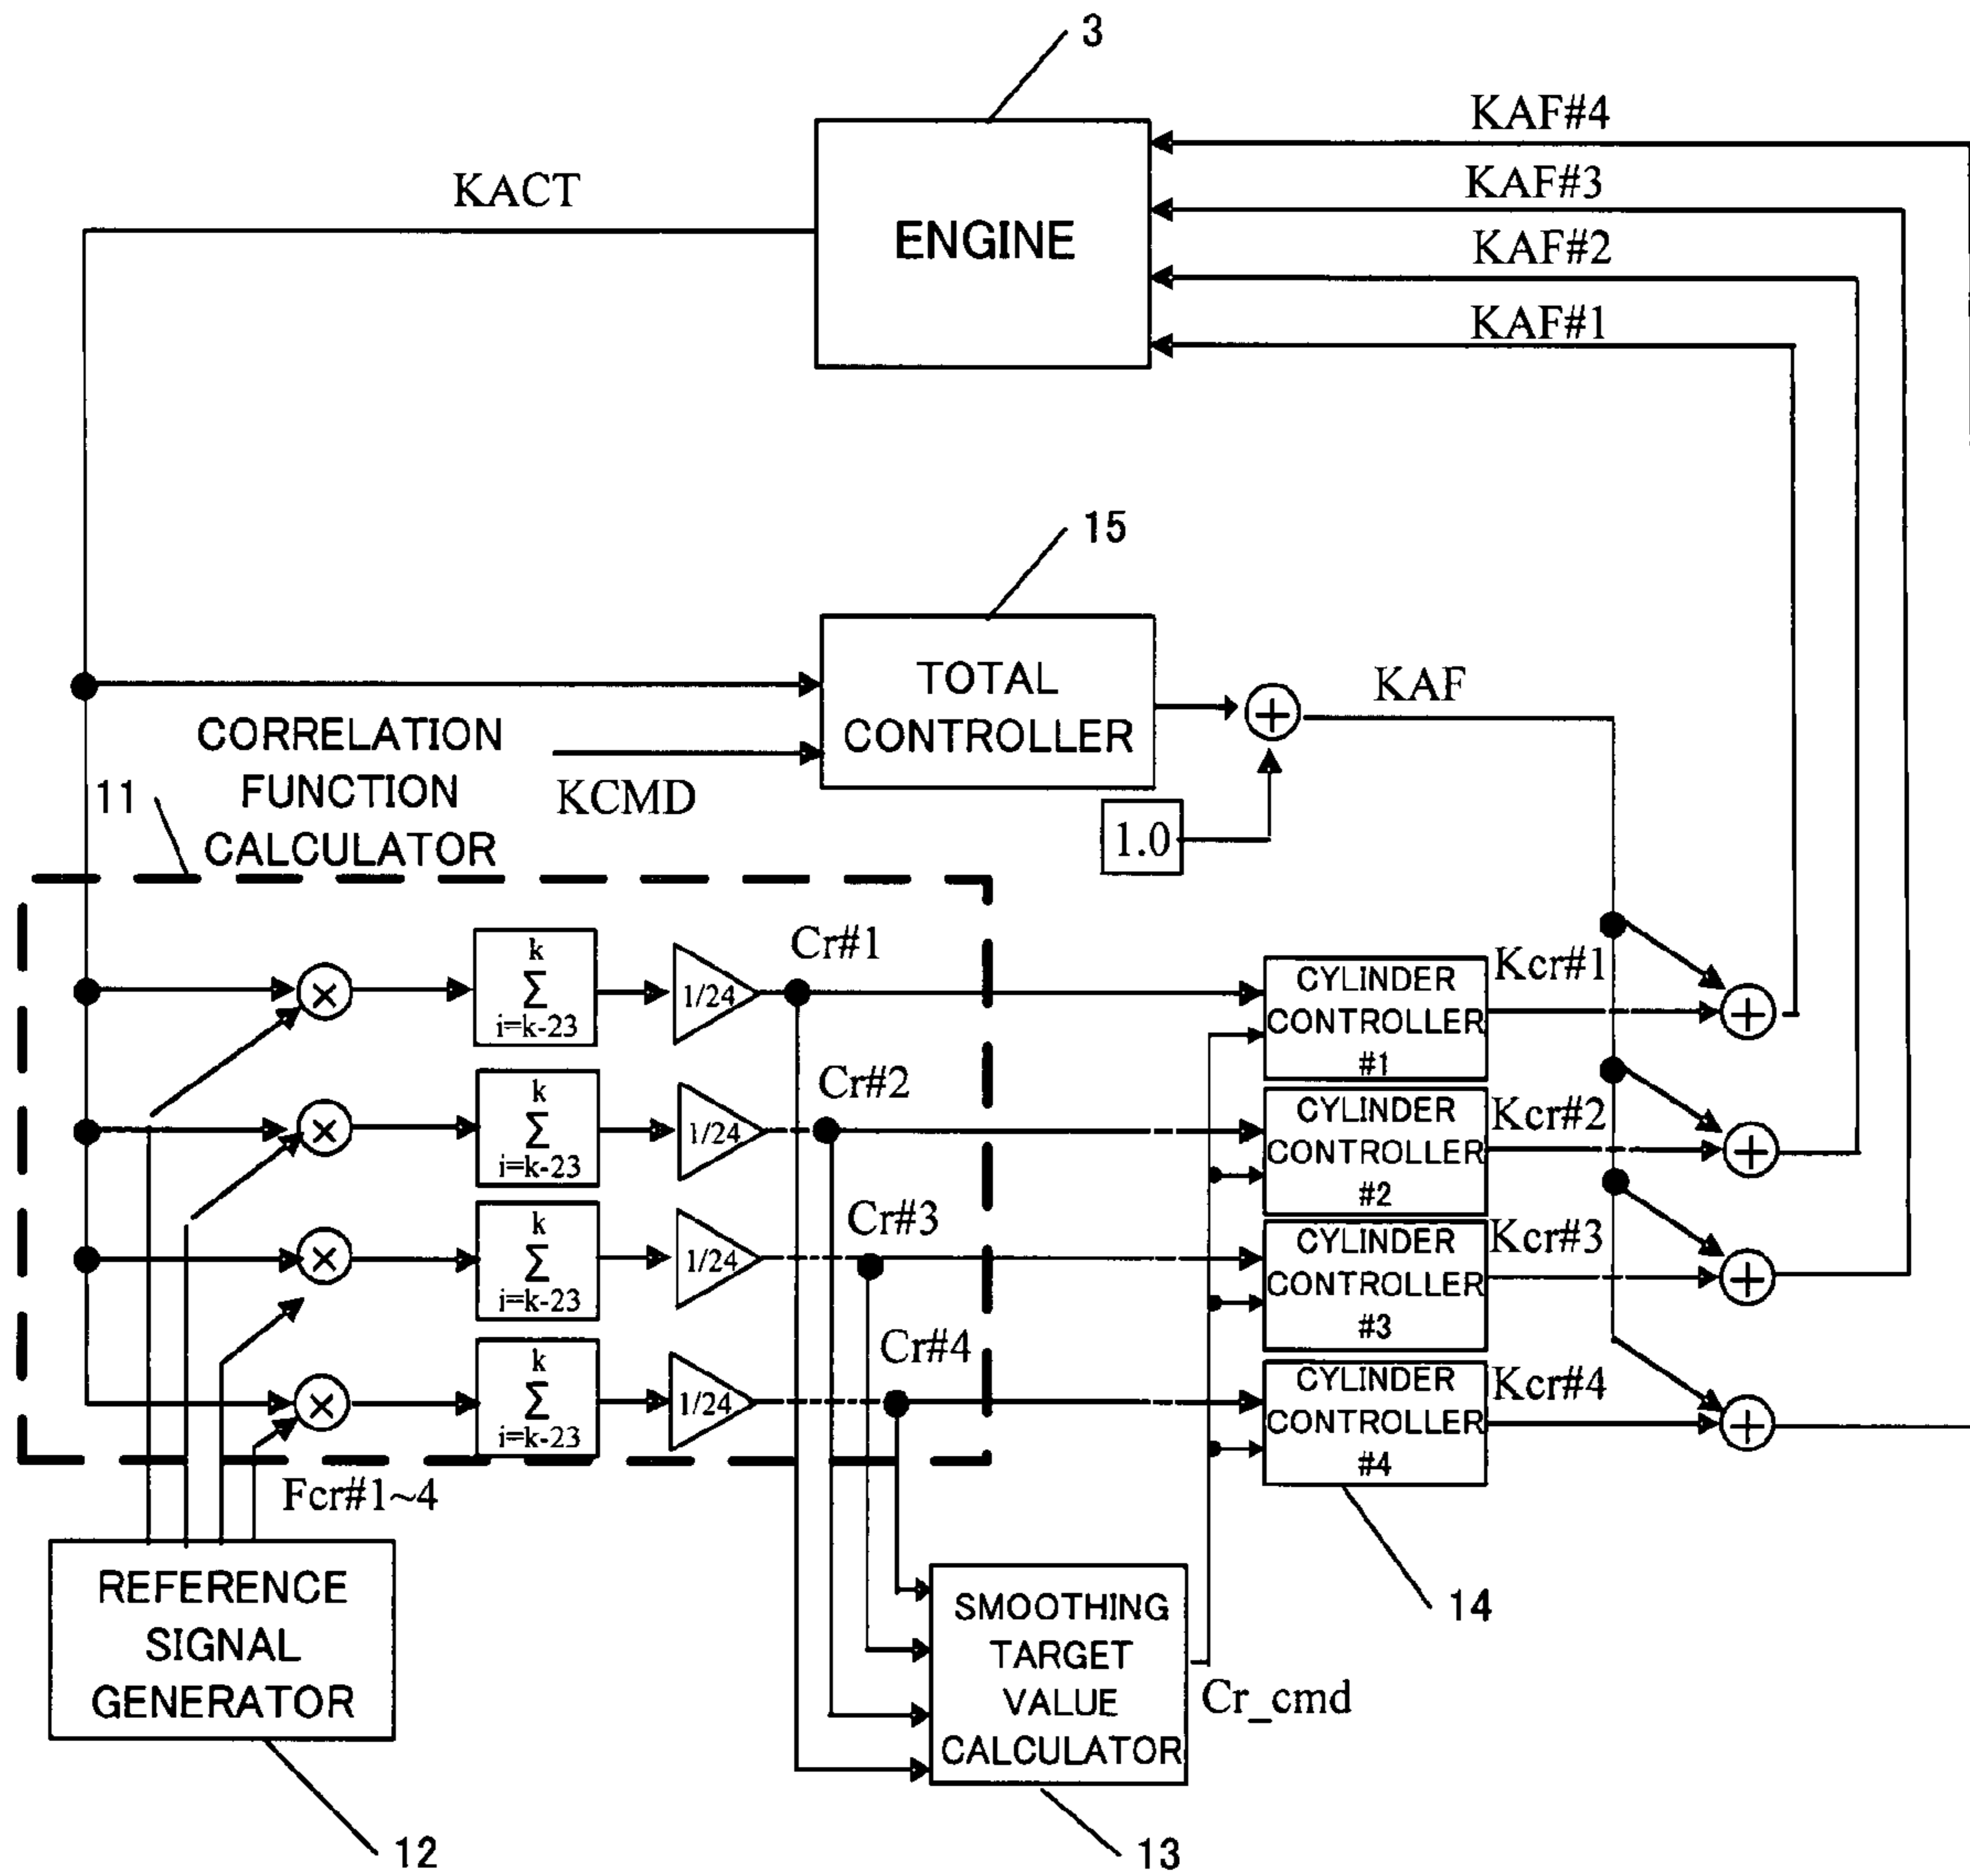 3
KAF#4
KACT
KAF#3
ENGINE
KAF#2
KAF#1
15
TOTAL
CONTROLLER
KAF
CORRELATION
FUNCTION
CALCULATOR
11
KCMD
1.0
k
Σ
i=k-23
1/24
Cr#1
CYLINDER
CONTROLLER
#1
Kcr#1
k
Σ
i=k-23
1/24
Cr#2
CYLINDER
CONTROLLER
#2
Kcr#2
k
Σ
i=k-23
1/24
Cr#3
CYLINDER
CONTROLLER
#3
Kcr#3
k
Σ
i=k-23
1/24
Cr#4
CYLINDER
CONTROLLER
#4
Kcr#4
Fcr#1~4
REFERENCE
SIGNAL
GENERATOR
12
SMOOTHING
TARGET
VALUE
CALCULATOR
13
Cr_cmd
14